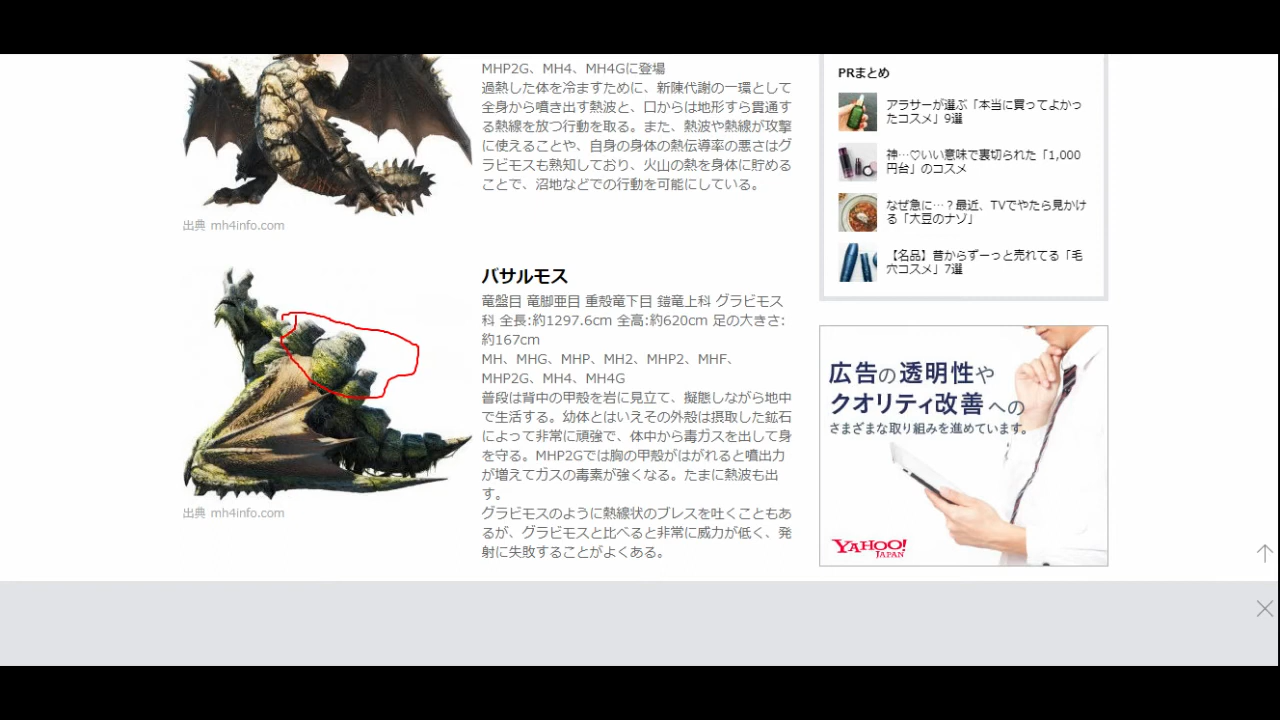 MHP2G、MH4、MH4Gに登場
過熱した体を冷ますために、新陳代謝の一環として
全身から噴き出す熱波と、口からは地形すら貫通す
る熱線を放つ行動を取る。また、熱波や熱線が攻撃
に使えることや、自身の身体の熱伝導率の悪さはグ
ラビモスも熟知しており、火山の熱を身体に貯める
ことで、沼地などでの行動を可能にしている。
出典 mh4info.com
バサルモス
竜盤目 竜脚亜目 重殻竜下目 鎧竜上科 グラビモス
科 全長:約1297.6cm 全高:約620cm 足の大きさ:
約167cm
MH、MHG、MHP、MH2、MHP2、MHF、
MHP2G、MH4、MH4G
普段は背中の甲殻を岩に見立て、擬態しながら地中
で生活する。幼体とはいえその外殻は摂取した鉱石
によって非常に頑強で、体中から毒ガスを出して身
を守る。MHP2Gでは胸の甲殻がはがれると噴出力
が増えてガスの毒素が強くなる。たまに熱波も出
す。
グラビモスのように熱線状のブレスを吐くこともあ
るが、グラビモスと比べると非常に威力が低く、発
射に失敗することがよくある。
出典 mh4info.com
PRまとめ
アラサーが選ぶ「本当に買ってよかっ
たコスメ」9選
神…♡いい意味で裏切られた「1,000
円台」のコスメ
なぜ急に…？最近、TVでやたら見かけ
る「大豆のナゾ」
【名品】昔からずーっと売れてる「毛
穴コスメ」7選
広告の透明性や
クオリティ改善への
さまざまな取り組みを進めています。
YAHOO!
JAPAN